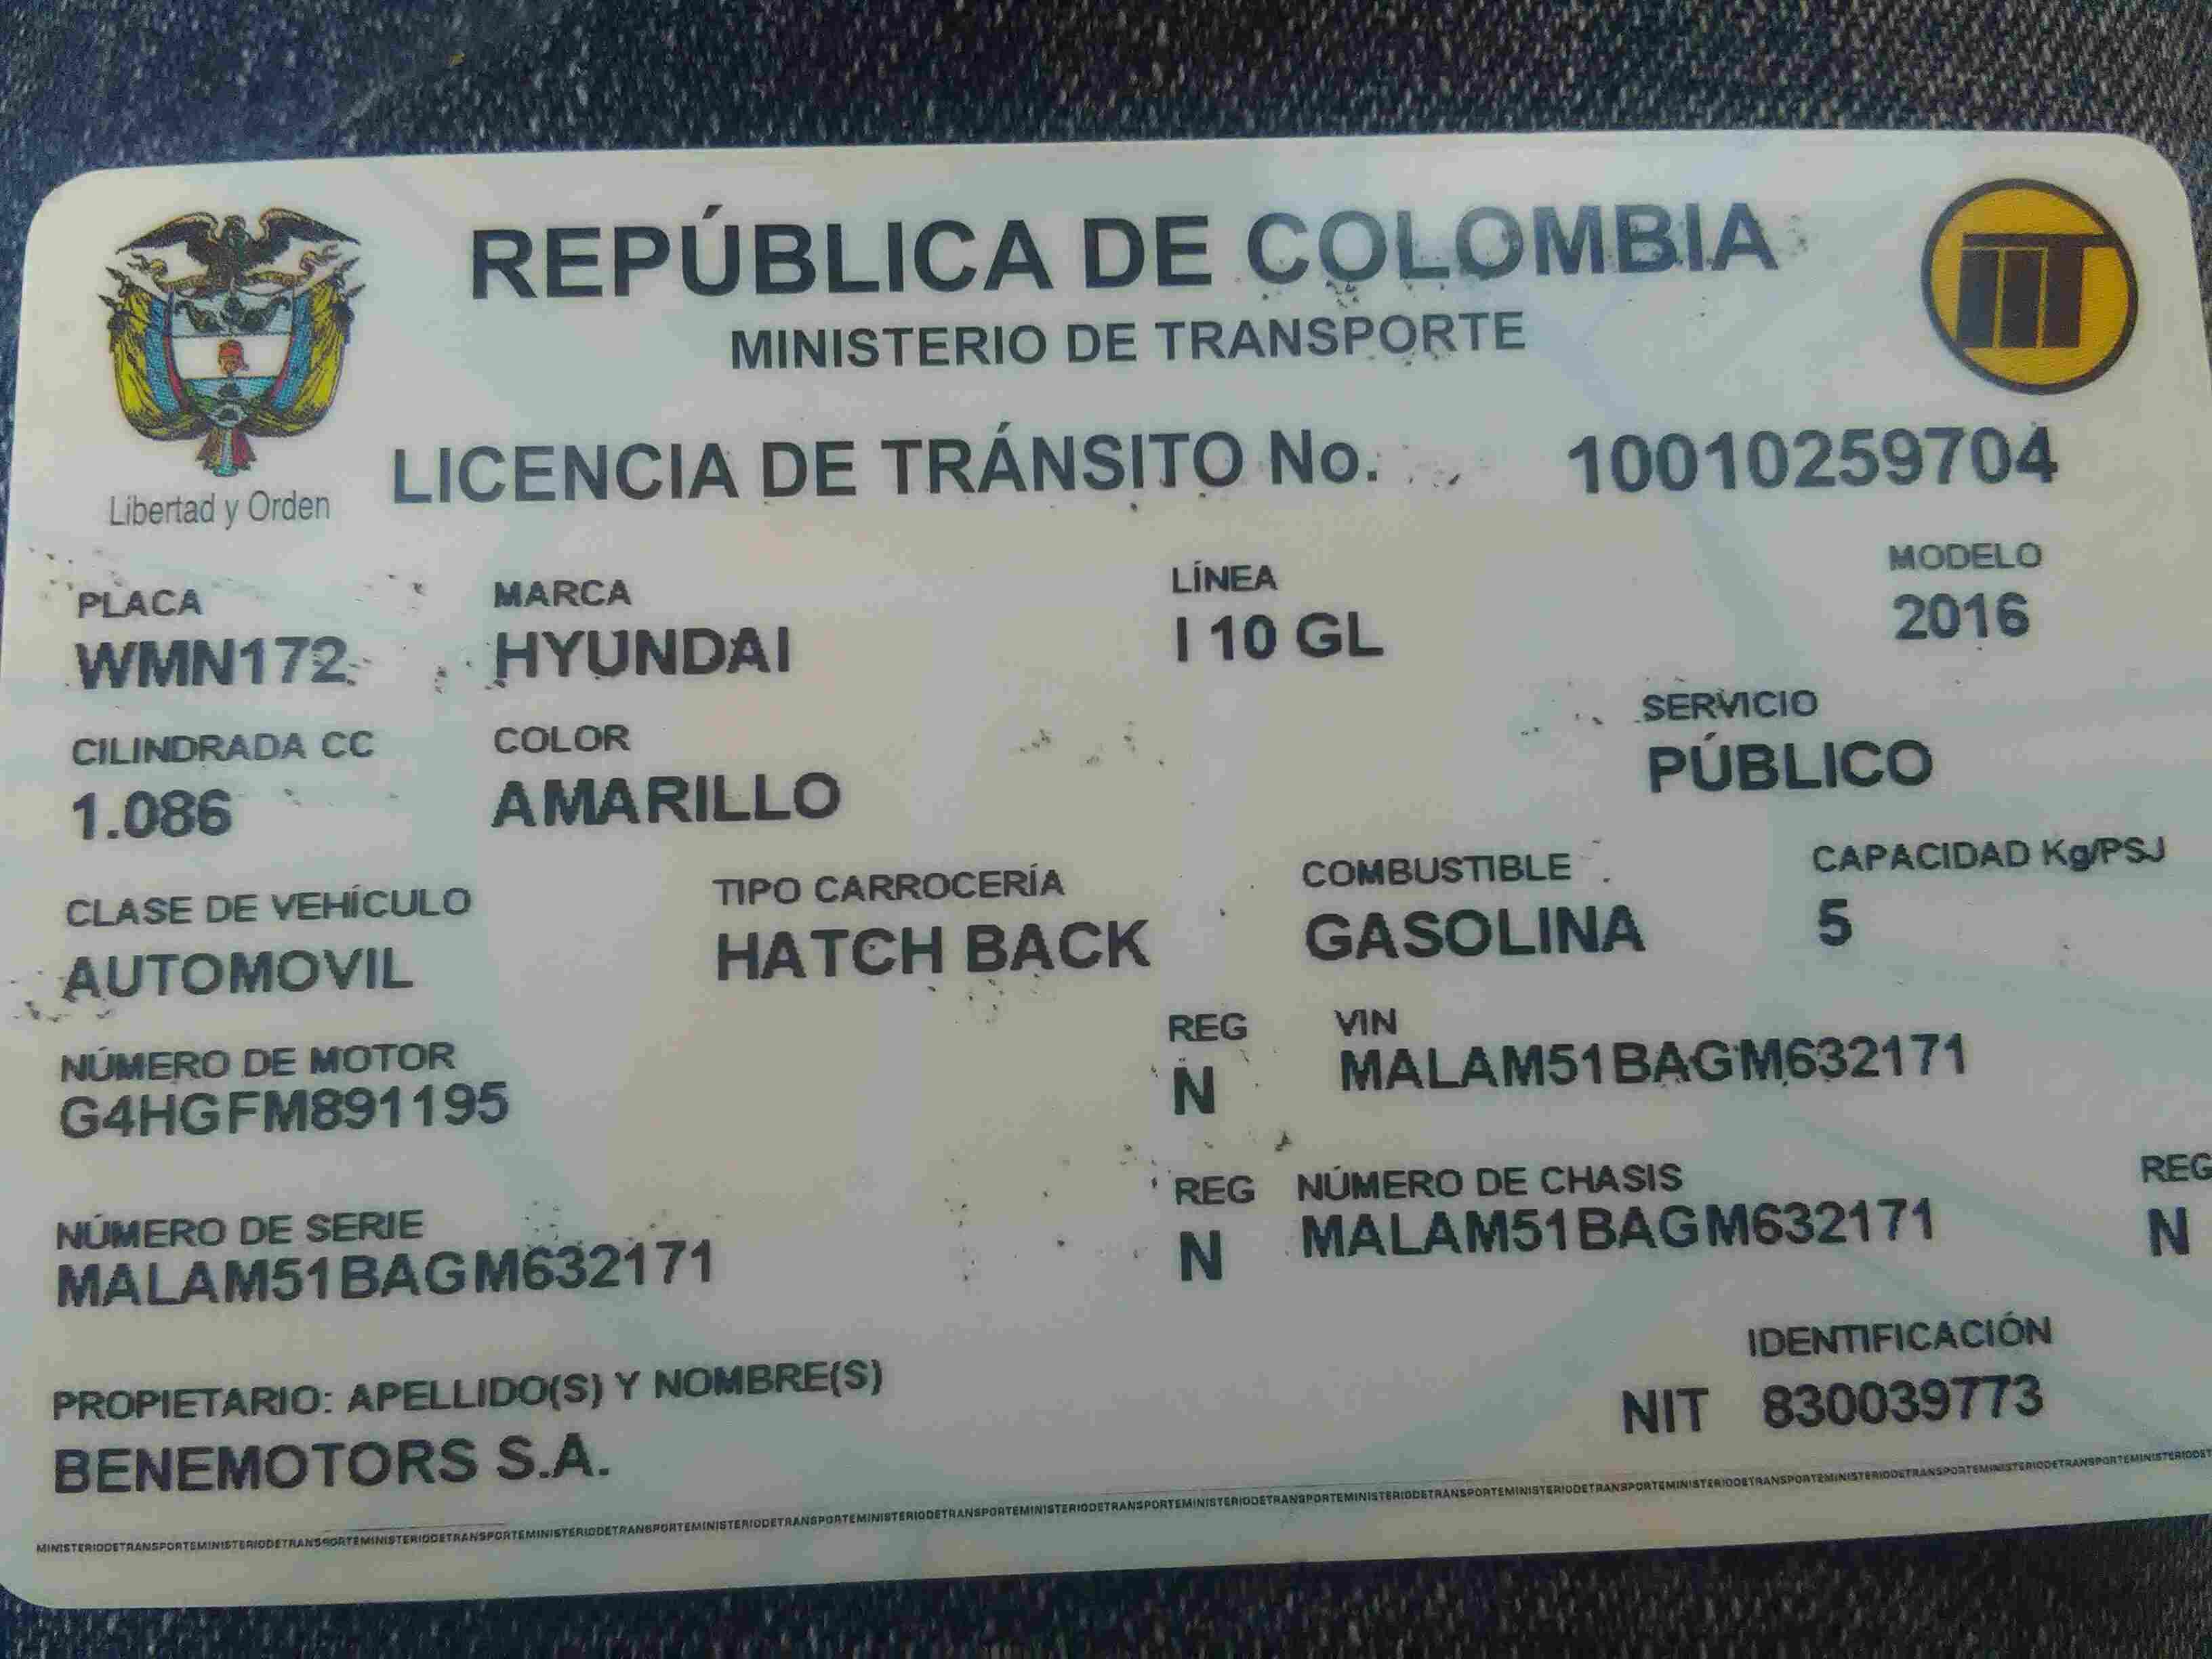 REPÚBLICA DE COLOMBIA
MINISTERIO DE TRANSPORTE
Libertad y Orden
LICENCIA DE TRÁNSITO No. 10010259704
PLACA MARCA LÍNEA MODELO
WMN172 HYUNDAI I 10 GL 2016
CILINDRADA CC COLOR SERVICIO
1.086 AMARILLO PÚBLICO
CLASE DE VEHÍCULO TIPO CARROCERÍA COMBUSTIBLE CAPACIDAD Kg/PSJ
AUTOMOVIL HATCH BACK GASOLINA 5
NÚMERO DE MOTOR REG VIN
G4HGFM891195 N MALAM51BAGM632171
NÚMERO DE SERIE REG NÚMERO DE CHASIS REG
MALAM51BAGM632171 N MALAM51BAGM632171 N
PROPIETARIO: APELLIDO(S) Y NOMBRE(S) IDENTIFICACIÓN
BENEMOTORS S.A. NIT 830039773
MINISTERIODETRANSPORTEMINISTERIODETRANSPORTEMINISTERIODETRANSPORTEMINISTERIODETRANSPORTEMINISTERIODETRANSPORTEMINISTERIODETRANSPORTEMINISTERIODETRANSPORTEMINISTERIODETRANSPORTEMINISTERIODETRANSPORTEMINISTERIODETRANSPORTEMINISTERIODETRANSPORTEMINISTERIODETRANSPORTEMINISTERIODET